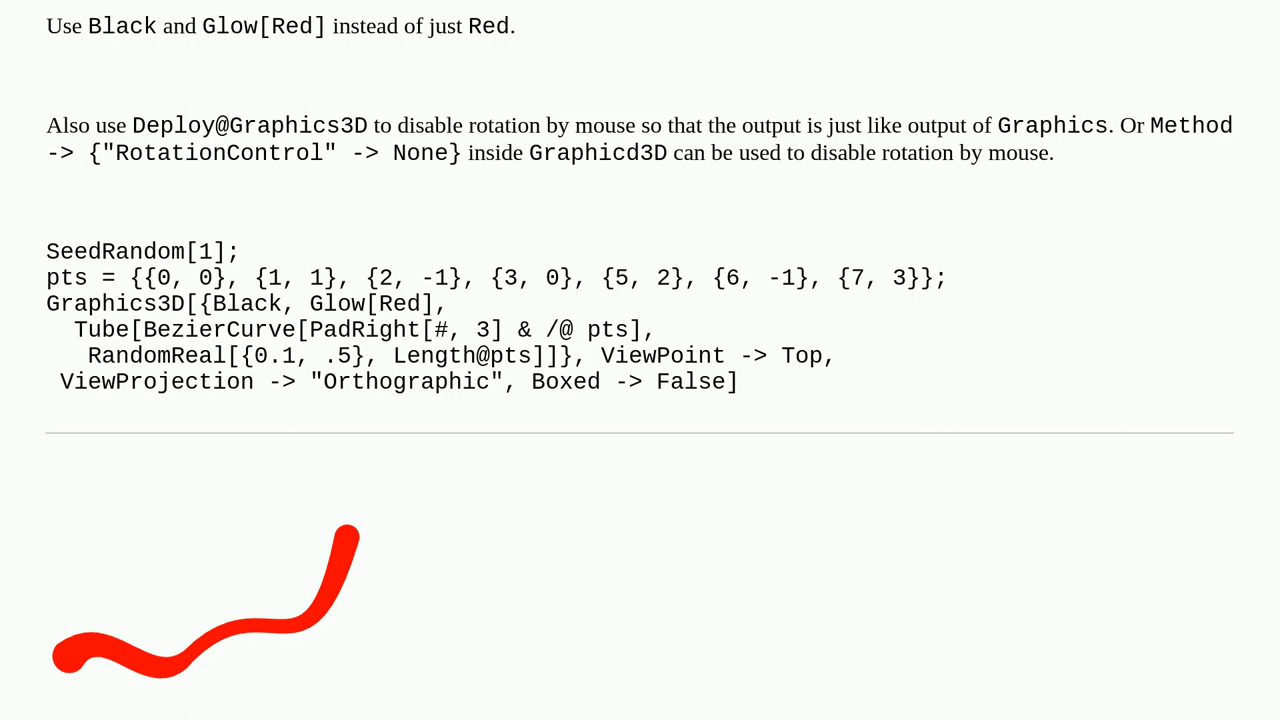 Use Black and Glow[Red] instead of just Red.
Also use Deploy@Graphics3D to disable rotation by mouse so that the output is just like output of Graphics. Or Method
-> {"RotationControl" -> None} inside Graphicd3D can be used to disable rotation by mouse.
SeedRandom[1];
pts = {{0, 0}, {1, 1}, {2, -1}, {3, 0}, {5, 2}, {6, -1}, {7, 3}};
Graphics3D[{Black, Glow[Red],
  Tube[BezierCurve[PadRight[#, 3] & /@ pts],
   RandomReal[{0.1, .5}, Length@pts]]}, ViewPoint -> Top,
 ViewProjection -> "Orthographic", Boxed -> False]